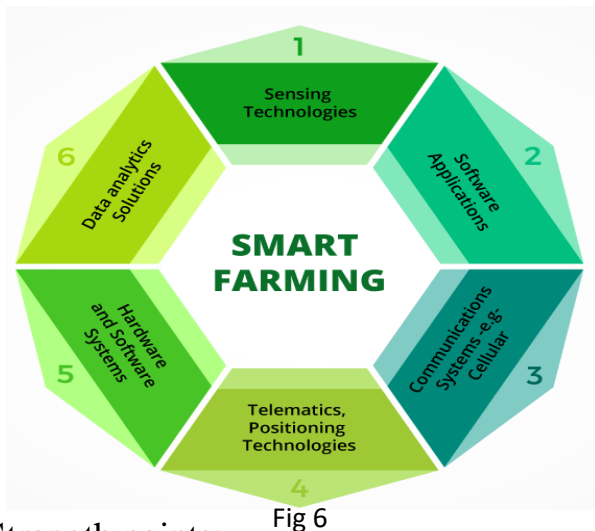 1
Sensing
Technologies
2
Software
Applications
3
Communications
Systems -e.g-
Cellular
4
Telematics,
Positioning
Technologies
5
Hardware
and Software
Systems
6
Data analytics
Solutions
SMART
FARMING
Fig 6